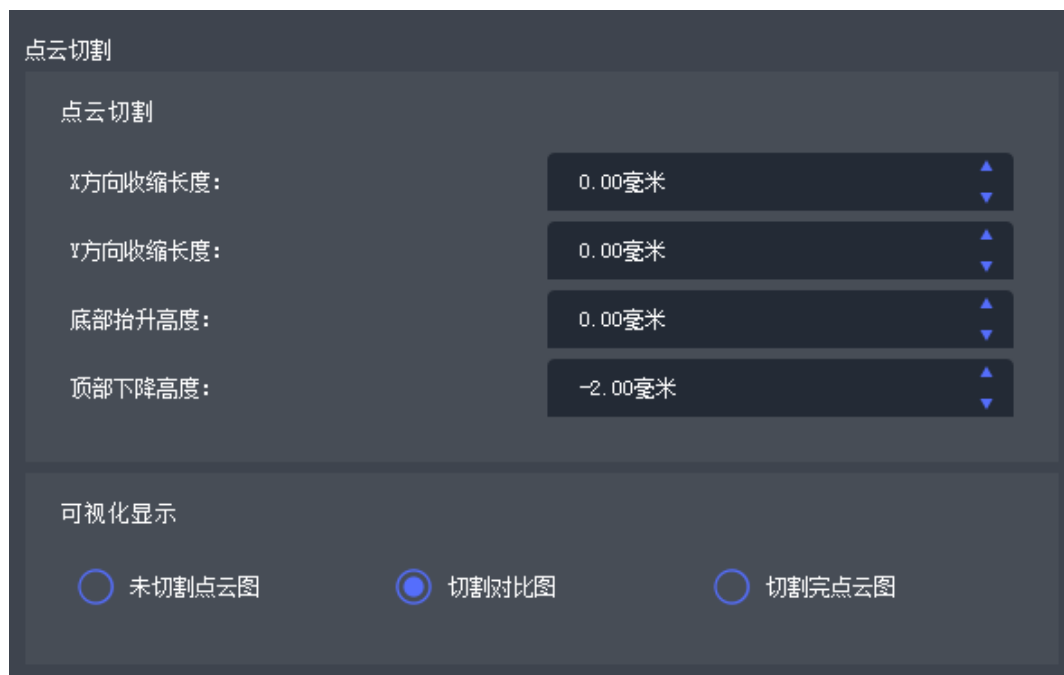 点云切割
点云切割
X方向收缩长度： 0.00毫米
Y方向收缩长度： 0.00毫米
底部抬升高度： 0.00毫米
顶部下降高度： -2.00毫米
可视化显示
未切割点云图 切割对比图 切割完点云图